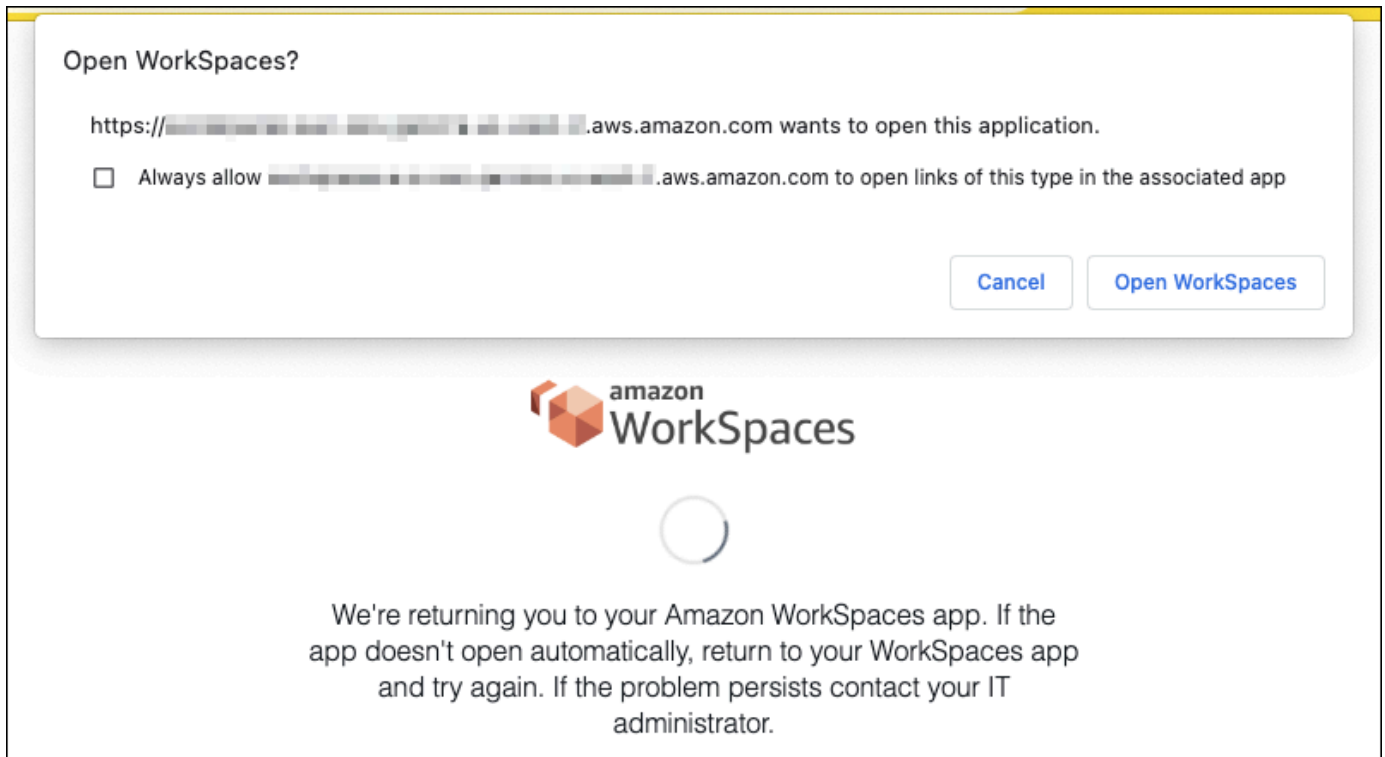 Open WorkSpaces?
https:// .aws.amazon.com wants to open this application.
Always allow .aws.amazon.com to open links of this type in the associated app
Cancel Open WorkSpaces
amazon
WorkSpaces
We're returning you to your Amazon WorkSpaces app. If the
app doesn't open automatically, return to your WorkSpaces app
and try again. If the problem persists contact your IT
administrator.